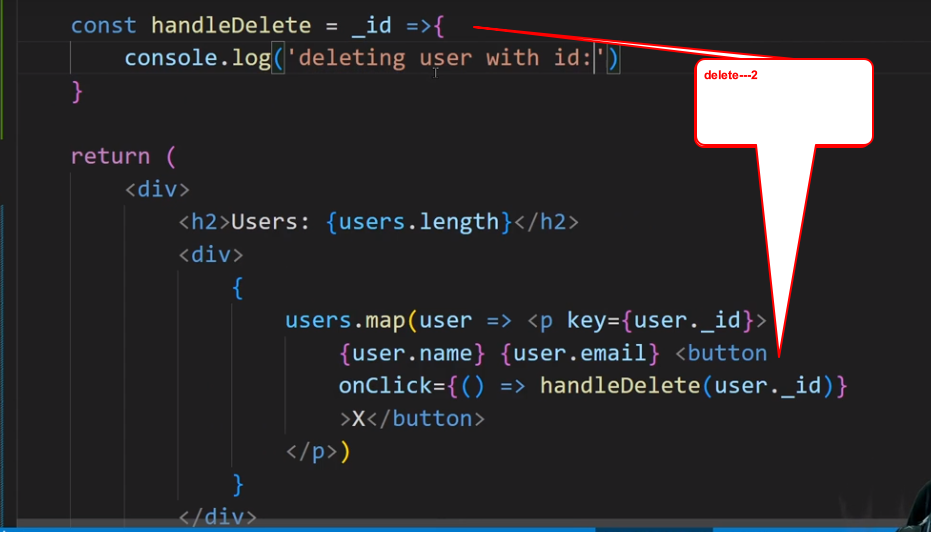 const handleDelete = _id =>{
console.log('deleting user with id:')
}
delete---2
return (
<div>
<h2>Users: {users.length}</h2>
<div>
{
users.map(user => <p key={user._id}>
{user.name} {user.email} <button
onClick={() => handleDelete(user._id)}
>X</button>
</p>)
}
</div>